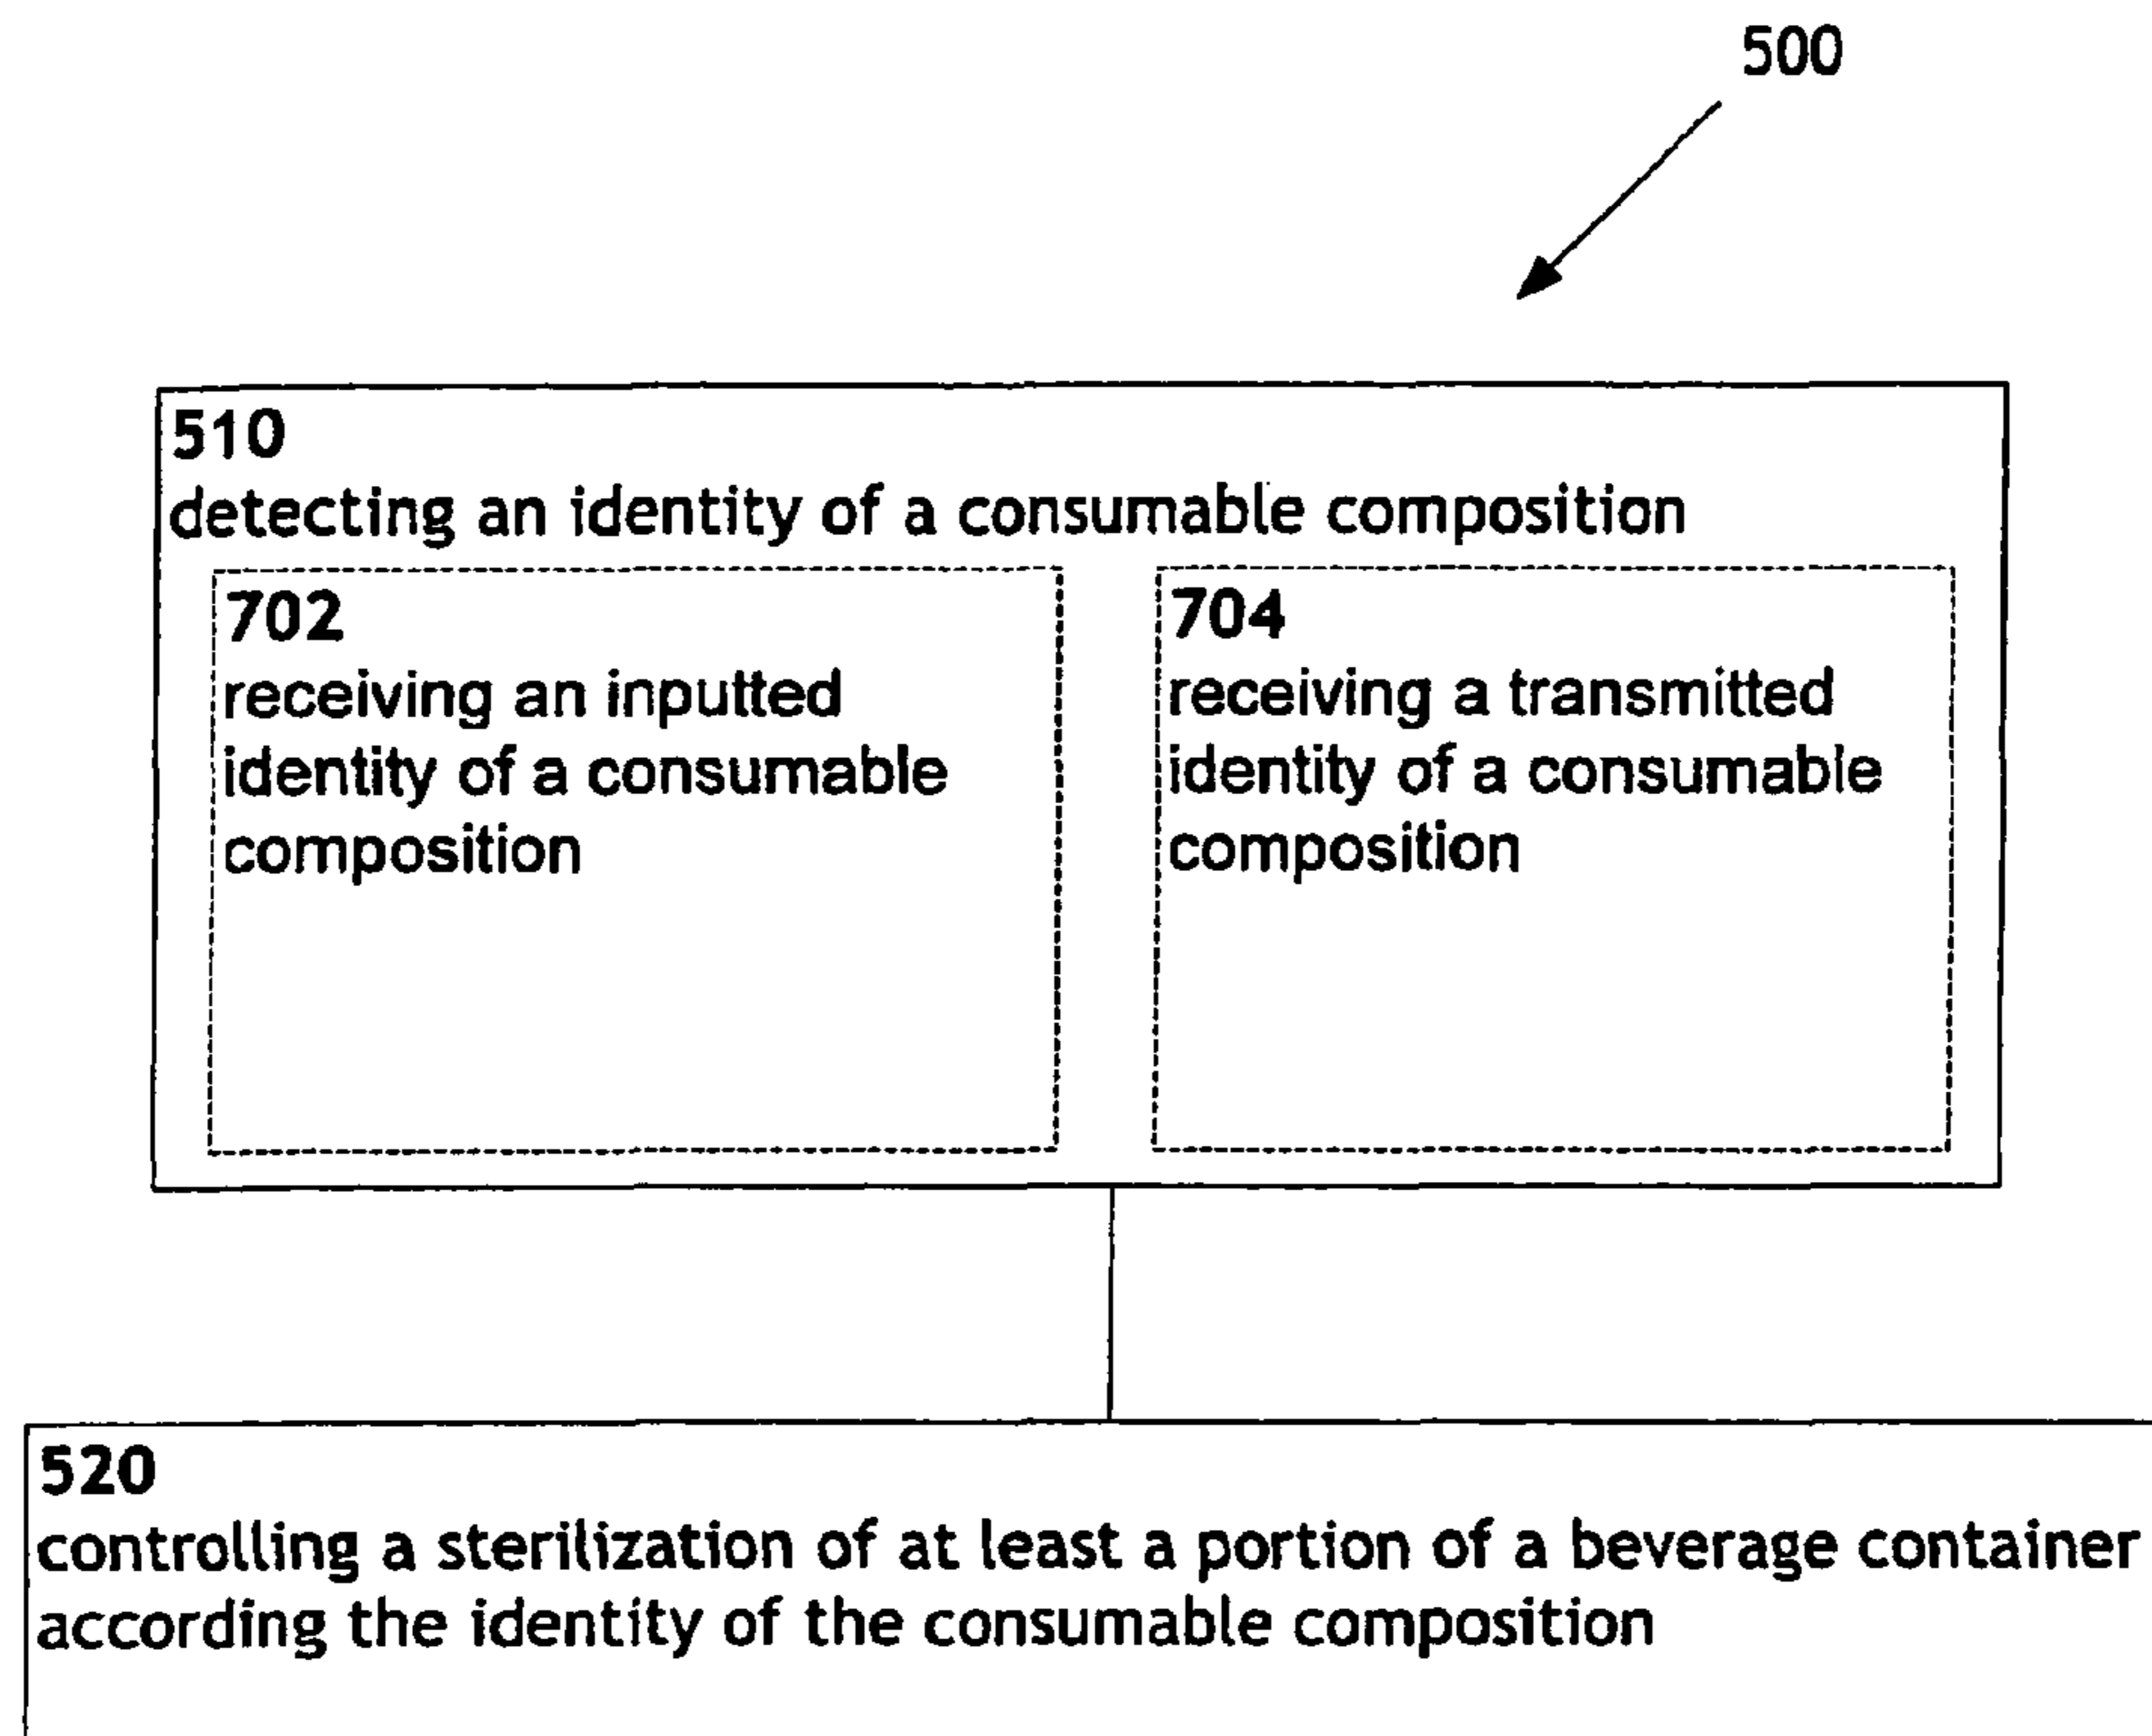 500
510
detecting an identity of a consumable composition
702
receiving an inputted
identity of a consumable
composition
704
receiving a transmitted
identity of a consumable
composition
520
controlling a sterilization of at least a portion of a beverage container
according the identity of the consumable composition